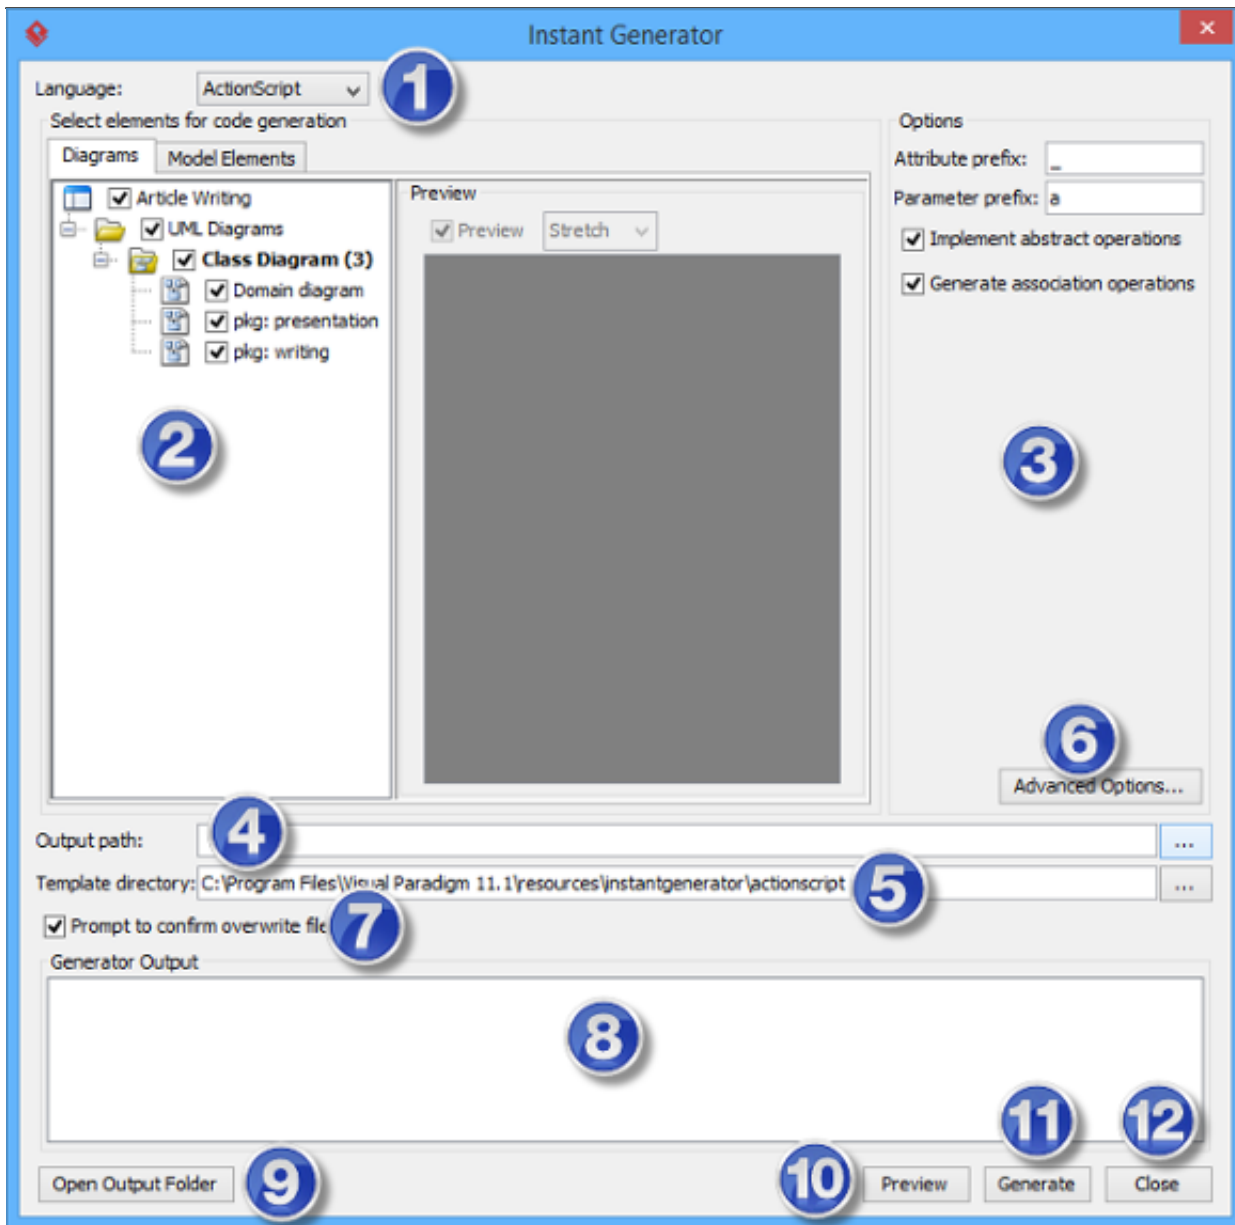 Instant Generator
Language: ActionScript 1
Select elements for code generation
Diagrams Model Elements
Article Writing
UML Diagrams
Class Diagram (3)
Domain diagram
pkg: presentation
pkg: writing
2
Preview
Preview Stretch
Options
Attribute prefix: _
Parameter prefix: a
Implement abstract operations
Generate association operations
3
6
Advanced Options...
Output path: 4 ...
Template directory: C:\Program Files\Visual Paradigm 11.1\resources\instantgenerator\actionscript 5 ...
Prompt to confirm overwrite file 7
Generator Output
8
Open Output Folder 9
10 Preview
11 Generate
12 Close